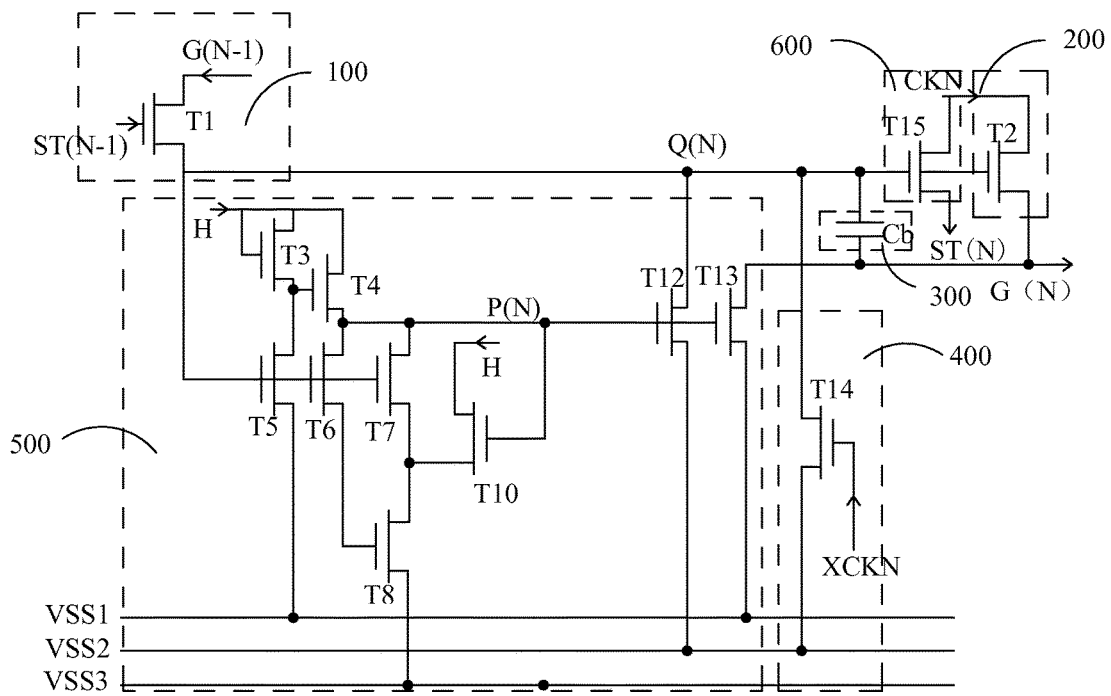 G(N-1)
100
T1
ST(N-1)
600
200
CKN
T15
T2
Q(N)
H
T3
T4
Cb
ST(N)
T12
T13
300
G（N）
P(N)
H
400
T14
500
T5
T6
T7
T10
XCKN
T8
VSS1
VSS2
VSS3